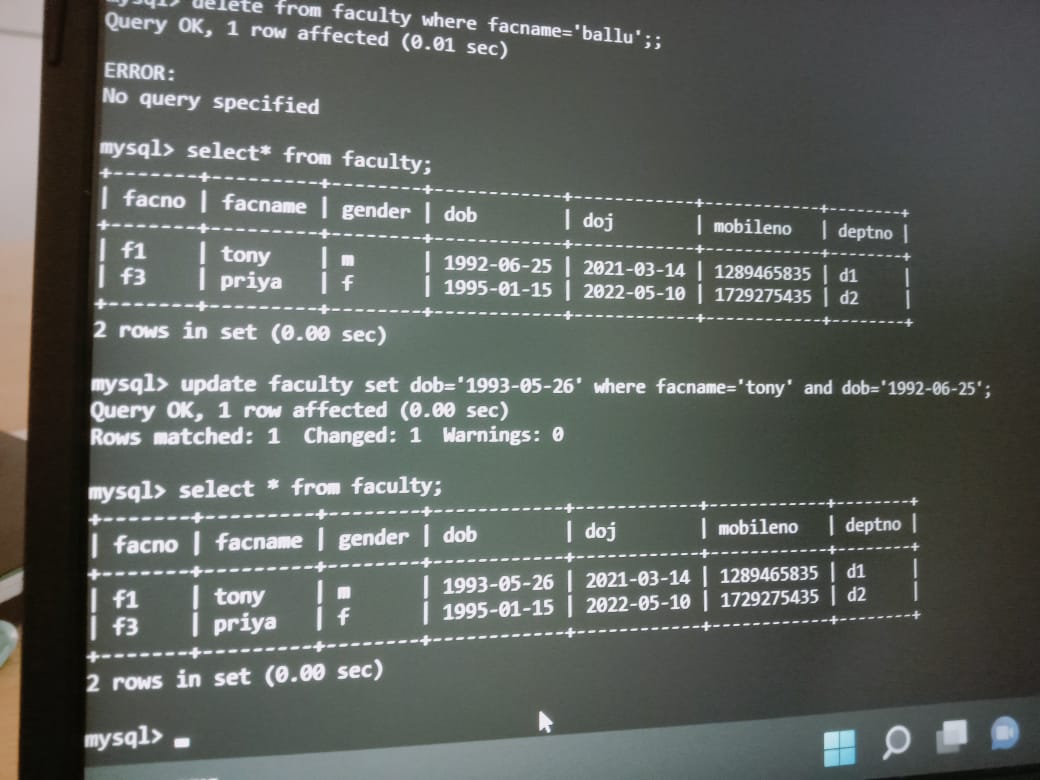 mysql> delete from faculty where facname='ballu';;
Query OK, 1 row affected (0.01 sec)
ERROR:
No query specified
mysql> select* from faculty;
+-------+---------+--------+------------+------------+------------+--------+
| facno | facname | gender | dob | doj | mobileno | deptno |
+-------+---------+--------+------------+------------+------------+--------+
| f1 | tony | m | 1992-06-25 | 2021-03-14 | 1289465835 | d1 |
| f3 | priya | f | 1995-01-15 | 2022-05-10 | 1729275435 | d2 |
+-------+---------+--------+------------+------------+------------+--------+
2 rows in set (0.00 sec)
mysql> update faculty set dob='1993-05-26' where facname='tony' and dob='1992-06-25';
Query OK, 1 row affected (0.00 sec)
Rows matched: 1 Changed: 1 Warnings: 0
mysql> select * from faculty;
+-------+---------+--------+------------+------------+------------+--------+
| facno | facname | gender | dob | doj | mobileno | deptno |
+-------+---------+--------+------------+------------+------------+--------+
| f1 | tony | m | 1993-05-26 | 2021-03-14 | 1289465835 | d1 |
| f3 | priya | f | 1995-01-15 | 2022-05-10 | 1729275435 | d2 |
+-------+---------+--------+------------+------------+------------+--------+
2 rows in set (0.00 sec)
mysql>